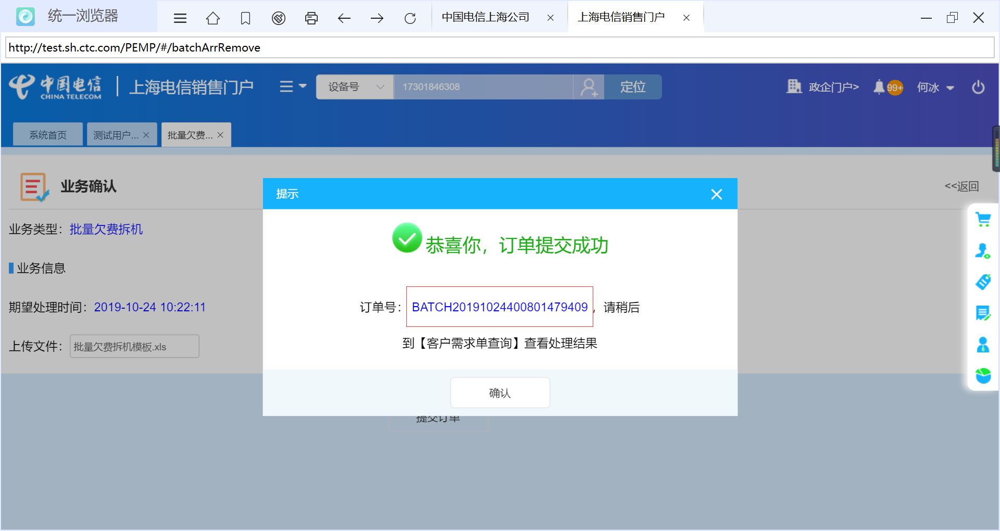 统一浏览器
中国电信上海公司
上海电信销售门户
http://test.sh.ctc.com/PEMP/#/batchArrRemove
中国电信
CHINA TELECOM
上海电信销售门户
设备号
17301846308
定位
政企门户>
99+
何冰
系统首页
测试用户...
批量欠费...
业务确认
<<返回
提示
业务类型：批量欠费拆机
恭喜你，订单提交成功
业务信息
期望处理时间：2019-10-24 10:22:11
订单号：BATCH20191024400801479409，请稍后
到【客户需求单查询】查看处理结果
上传文件：批量欠费拆机模板.xls
确认
提交订单